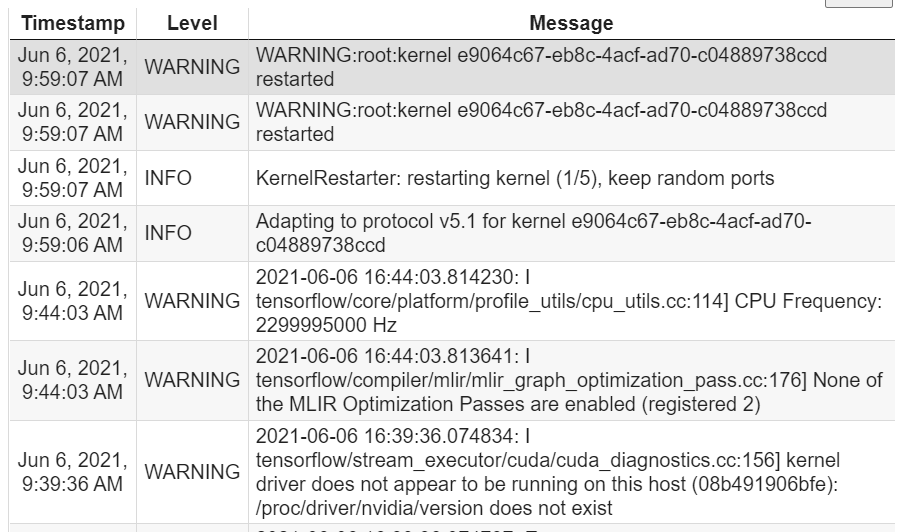 Timestamp Level Message
Jun 6, 2021, 9:59:07 AM WARNING WARNING:root:kernel e9064c67-eb8c-4acf-ad70-c04889738ccd
restarted
Jun 6, 2021, 9:59:07 AM WARNING WARNING:root:kernel e9064c67-eb8c-4acf-ad70-c04889738ccd
restarted
Jun 6, 2021, 9:59:07 AM INFO KernelRestarter: restarting kernel (1/5), keep random ports
Jun 6, 2021, 9:59:06 AM INFO Adapting to protocol v5.1 for kernel e9064c67-eb8c-4acf-ad70-
c04889738ccd
Jun 6, 2021, 9:44:03 AM WARNING 2021-06-06 16:44:03.814230: I
tensorflow/core/platform/profile_utils/cpu_utils.cc:114] CPU Frequency:
2299995000 Hz
Jun 6, 2021, 9:44:03 AM WARNING 2021-06-06 16:44:03.813641: I
tensorflow/compiler/mlir/mlir_graph_optimization_pass.cc:176] None of
the MLIR Optimization Passes are enabled (registered 2)
Jun 6, 2021, 9:39:36 AM WARNING 2021-06-06 16:39:36.074834: I
tensorflow/stream_executor/cuda/cuda_diagnostics.cc:156] kernel
driver does not appear to be running on this host (08b491906bfe):
/proc/driver/nvidia/version does not exist